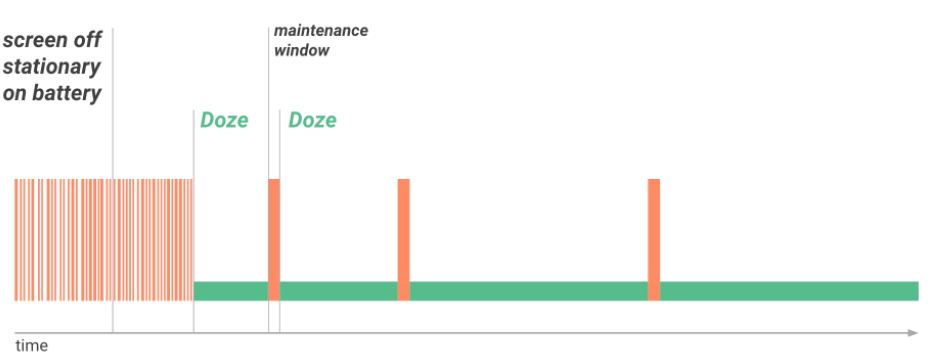 screen off
stationary
on battery
maintenance
window
Doze
Doze
time